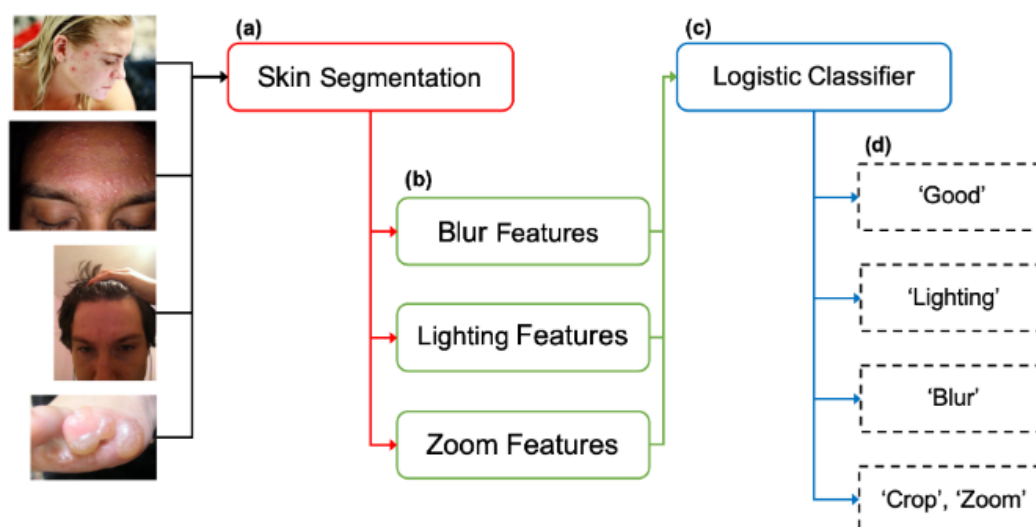 (a)
Skin Segmentation
(b)
Blur Features
Lighting Features
Zoom Features
(c)
Logistic Classifier
(d)
‘Good’
‘Lighting’
‘Blur’
‘Crop’, ‘Zoom’